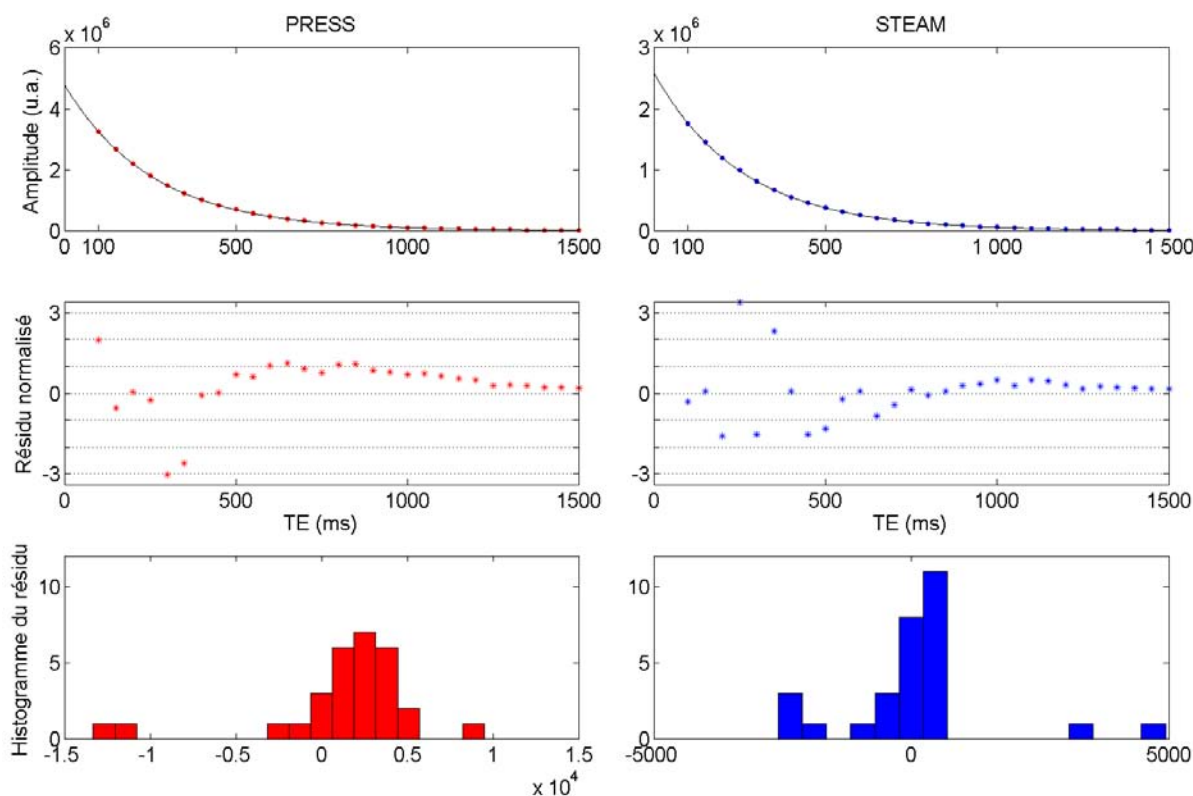 PRESS
STEAM
x 10^6
x 10^6
Amplitude (u.a.)
6
4
2
0
0 100 500 1000 1500
3
2
1
0
0 100 500 1 000 1 500
Résidu normalisé
3
0
-3
0 500 1000 1500
TE (ms)
3
0
-3
0 500 1000 1500
TE (ms)
Histogramme du résidu
10
5
0
-1.5 -1 -0.5 0 0.5 1 1.5
x 10^4
10
5
0
-5000 0 5000